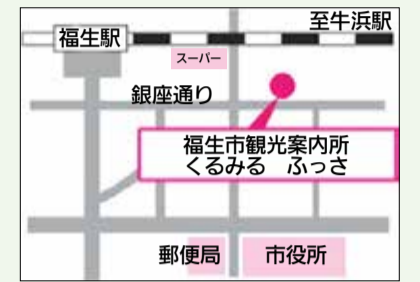 至牛浜駅
福生駅
スーパー
銀座通り
福生市観光案内所
くるみる　ふっさ
郵便局
市役所